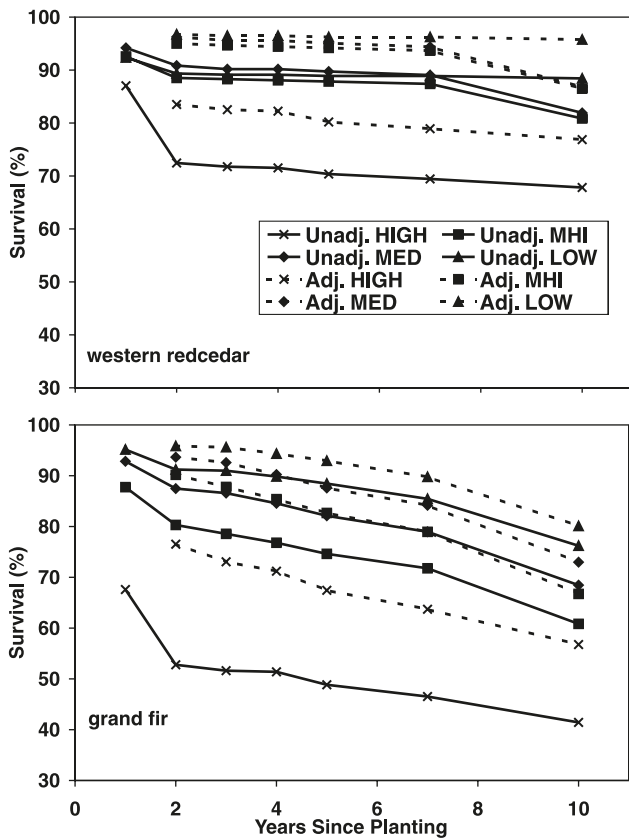 100
90
80
70
60
50
40
30
Survival (%)
Unadj. HIGH
Unadj. MHI
Unadj. MED
Unadj. LOW
Adj. HIGH
Adj. MHI
Adj. MED
Adj. LOW
western redcedar
100
90
80
70
60
50
40
30
Survival (%)
grand fir
0 2 4 6 8 10
Years Since Planting